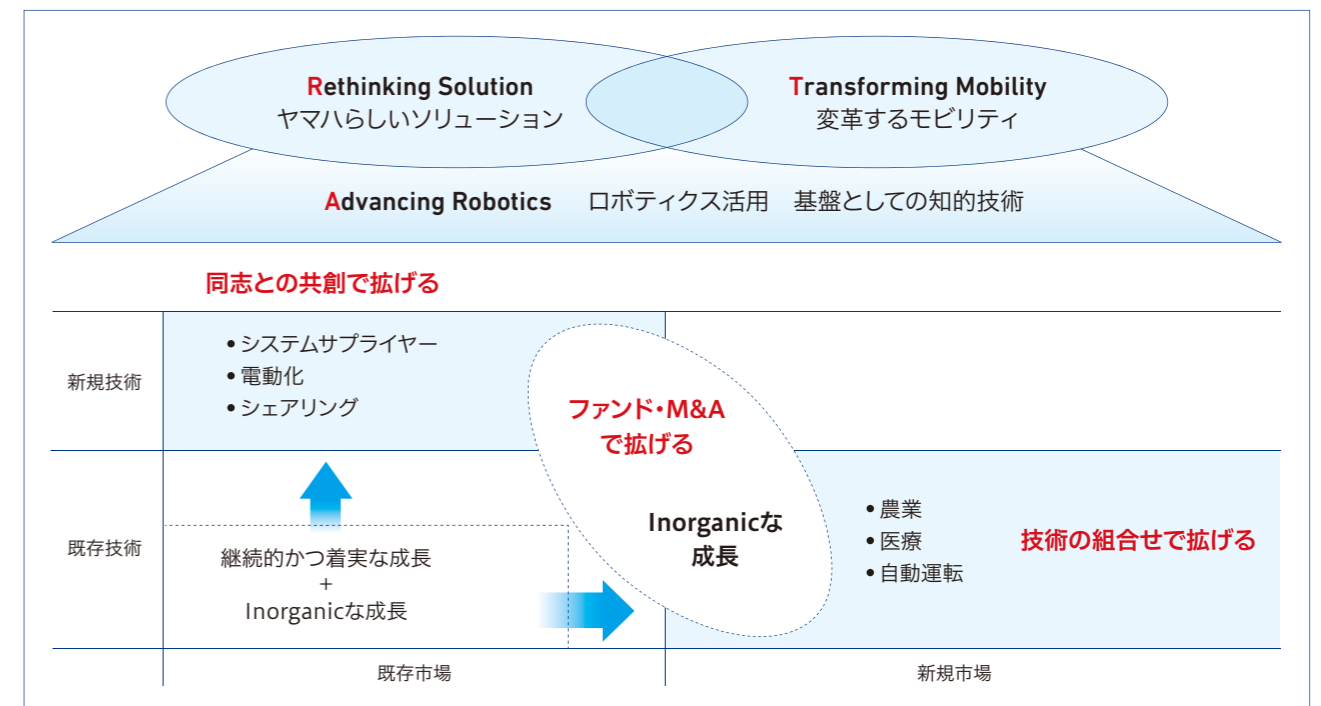 Rethinking Solution
ヤマハらしいソリューション
Transforming Mobility
変革するモビリティ
Advancing Robotics ロボティクス活用 基盤としての知的技術
同志との共創で拡げる
新規技術
•システムサプライヤー
•電動化
•シェアリング
ファンド・M&A
で拡げる
Inorganicな
成長
既存技術
継続的かつ着実な成長
+
Inorganicな成長
•農業
•医療
•自動運転
技術の組合せで拡げる
既存市場
新規市場